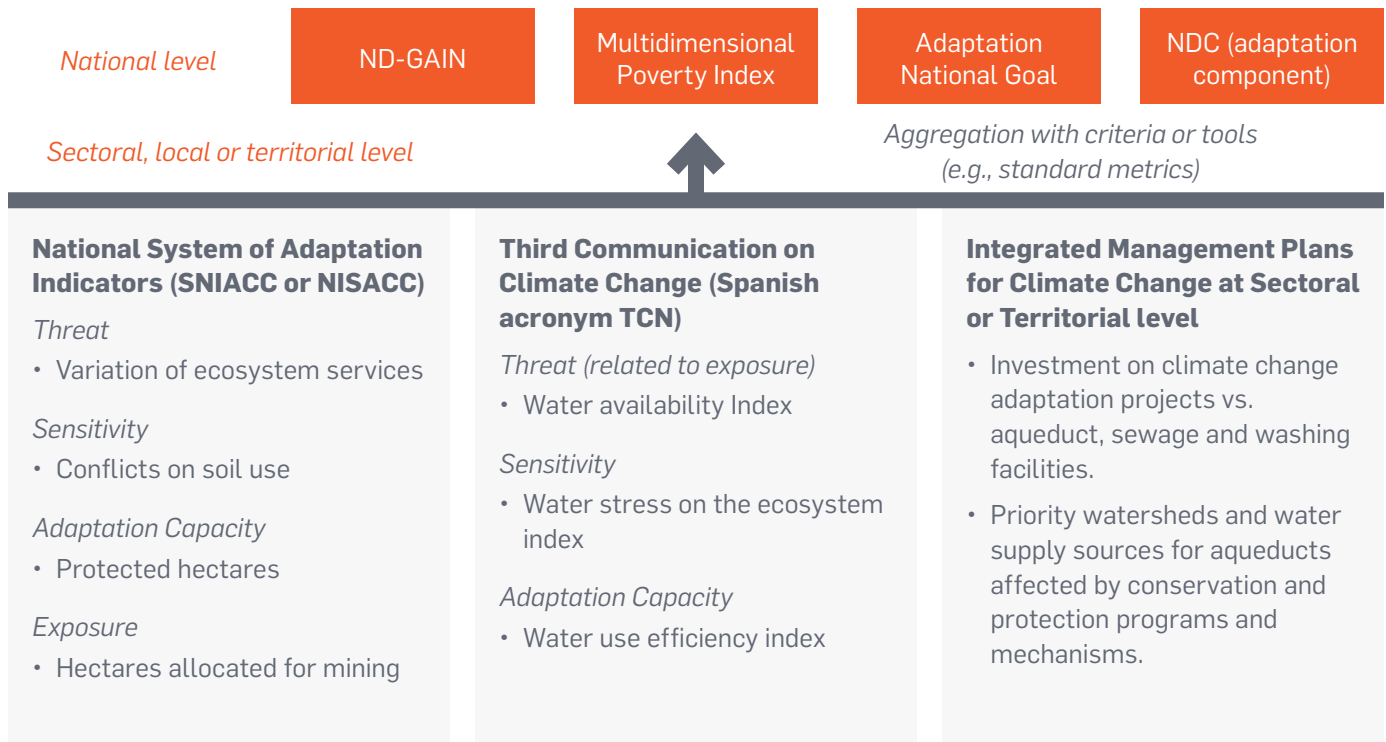 National level
ND-GAIN
Multidimensional
Poverty Index
Adaptation
National Goal
NDC (adaptation
component)
Sectoral, local or territorial level
Aggregation with criteria or tools
(e.g., standard metrics)
National System of Adaptation
Indicators (SNIACC or NISACC)
Threat
• Variation of ecosystem services
Sensitivity
• Conflicts on soil use
Adaptation Capacity
• Protected hectares
Exposure
• Hectares allocated for mining
Third Communication on
Climate Change (Spanish
acronym TCN)
Threat (related to exposure)
• Water availability Index
Sensitivity
• Water stress on the ecosystem
index
Adaptation Capacity
• Water use efficiency index
Integrated Management Plans
for Climate Change at Sectoral
or Territorial level
• Investment on climate change
adaptation projects vs.
aqueduct, sewage and washing
facilities.
• Priority watersheds and water
supply sources for aqueducts
affected by conservation and
protection programs and
mechanisms.